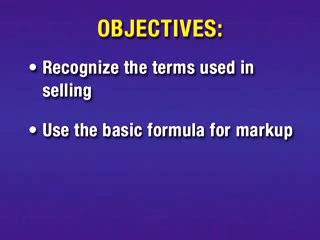 OBJECTIVES:
• Recognize the terms used in
selling
• Use the basic formula for markup